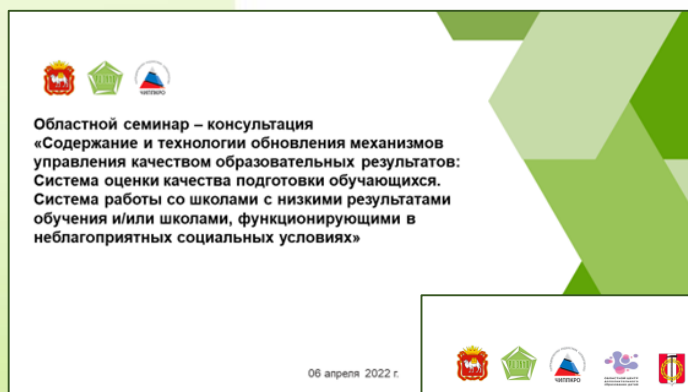 ЧИППКРО
Областной семинар – консультация
«Содержание и технологии обновления механизмов
управления качеством образовательных результатов:
Система оценки качества подготовки обучающихся.
Система работы со школами с низкими результатами
обучения и/или школами, функционирующими в
неблагоприятных социальных условиях»
06 апреля 2022 г.
ЧИППКРО